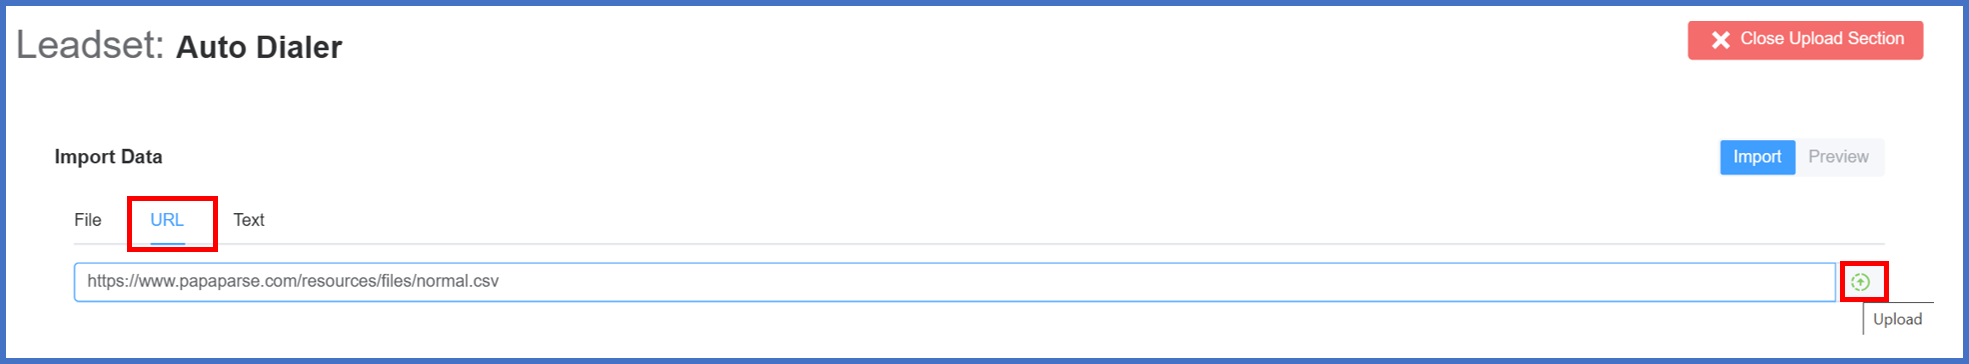 Leadset: Auto Dialer
Close Upload Section
Import Data
Import Preview
File URL Text
https://www.papaparse.com/resources/files/normal.csv
Upload